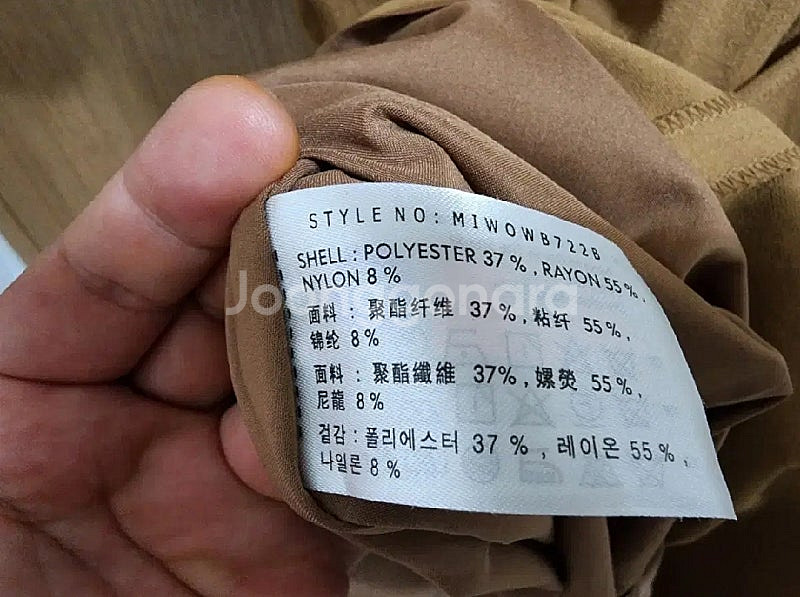 STYLE NO: MIWOWB722B
SHELL : POLYESTER 37 % , RAYON 55 % ,
NYLON 8 %
Joonggonara
面料 : 聚酯纤维 37 % , 粘纤 55 % ,
锦纶 8 %
面料 : 聚酯纖維 37% , 嫘熒 55 % ,
尼龍 8 %
겉감 : 폴리에스터 37 % , 레이온 55 % ,
나일론 8 %